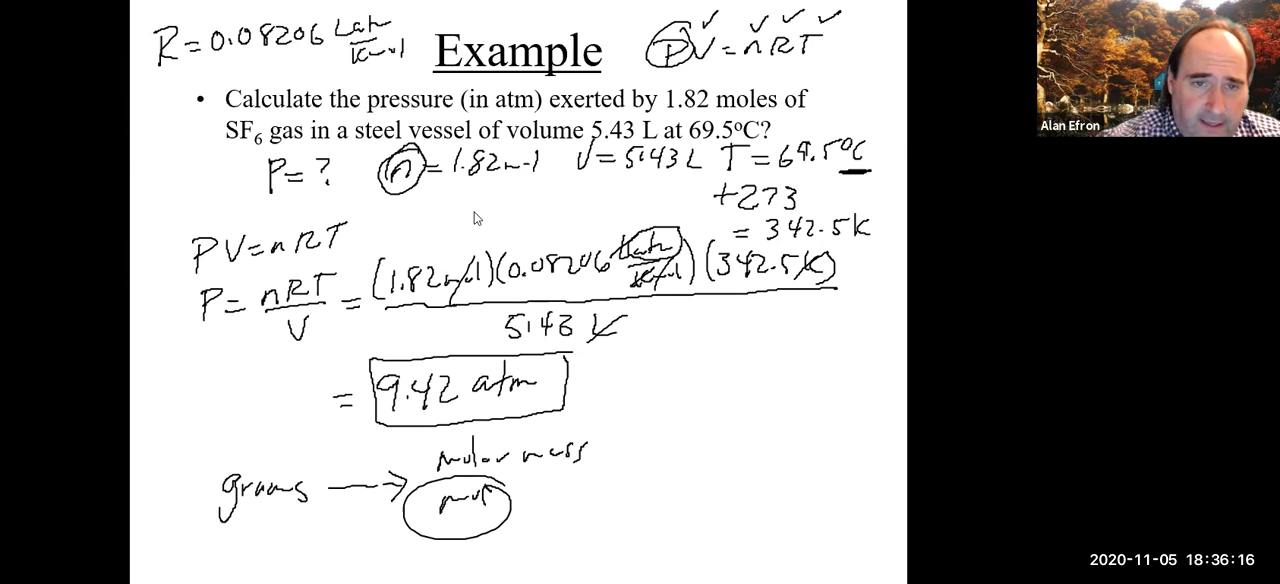 R = 0.08206 L atm / K mol
Example
PV = nRT
• Calculate the pressure (in atm) exerted by 1.82 moles of
SF6 gas in a steel vessel of volume 5.43 L at 69.5°C?
P = ? n = 1.82 mol V = 5.43 L T = 69.5°C
+273
= 342.5 K
PV = nRT
P = nRT / V = (1.82 mol)(0.08206 L atm / K mol)(342.5 K) / 5.43 L
= 9.42 atm
molar mass
grams → mol
Alan Efron
2020-11-05 18:36:16